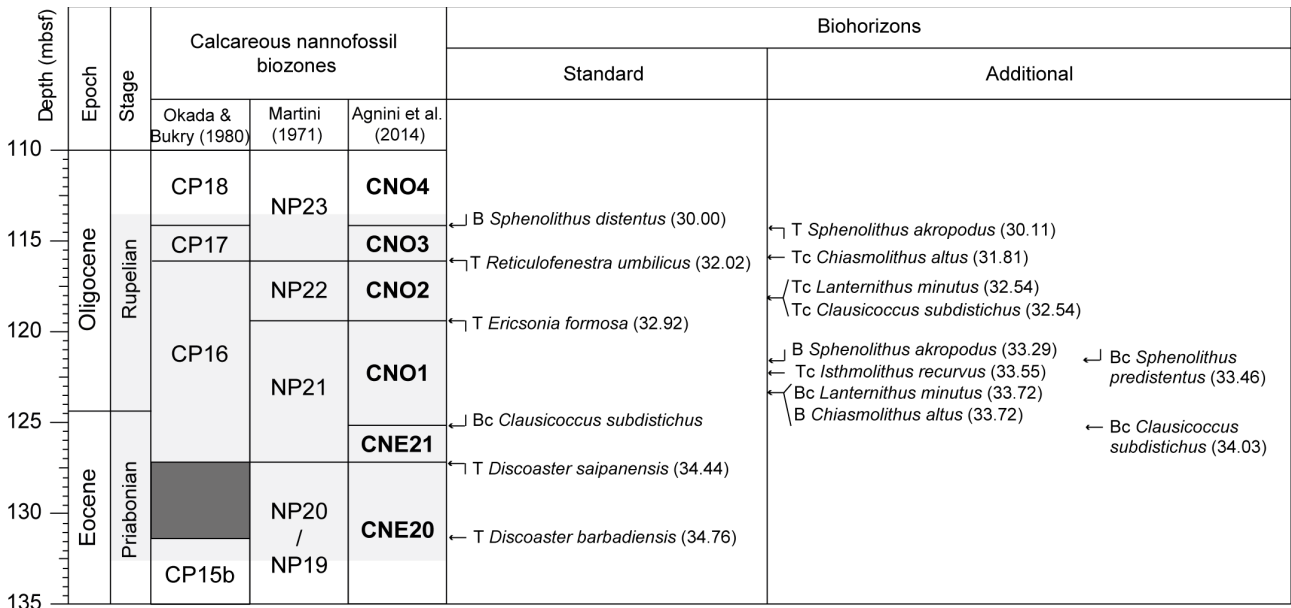 Depth (mbsf)
Epoch
Stage
Calcareous nannofossil
biozones
Biohorizons
Standard
Additional
Okada &
Bukry (1980)
Martini
(1971)
Agnini et al.
(2014)
110
115
120
125
130
135
Oligocene
Eocene
Rupelian
Priabonian
CP18
CP17
CP16
CP15b
NP23
NP22
NP21
NP20
/
NP19
CNO4
CNO3
CNO2
CNO1
CNE21
CNE20
B Sphenolithus distentus (30.00)
T Reticulofenestra umbilicus (32.02)
T Ericsonia formosa (32.92)
Bc Clausicoccus subdistichus
T Discoaster saipanensis (34.44)
T Discoaster barbadiensis (34.76)
T Sphenolithus akropodus (30.11)
Tc Chiasmolithus altus (31.81)
Tc Lanternithus minutus (32.54)
Tc Clausicoccus subdistichus (32.54)
B Sphenolithus akropodus (33.29)
Tc Isthmolithus recurvus (33.55)
Bc Lanternithus minutus (33.72)
B Chiasmolithus altus (33.72)
Bc Sphenolithus
predistentus (33.46)
Bc Clausicoccus
subdistichus (34.03)